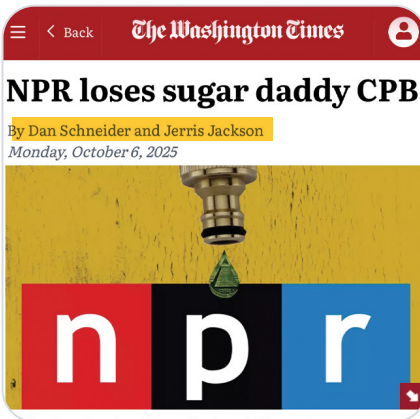 Back
The Washington Times
NPR loses sugar daddy CPB
By Dan Schneider and Jerris Jackson
Monday, October 6, 2025
n p r